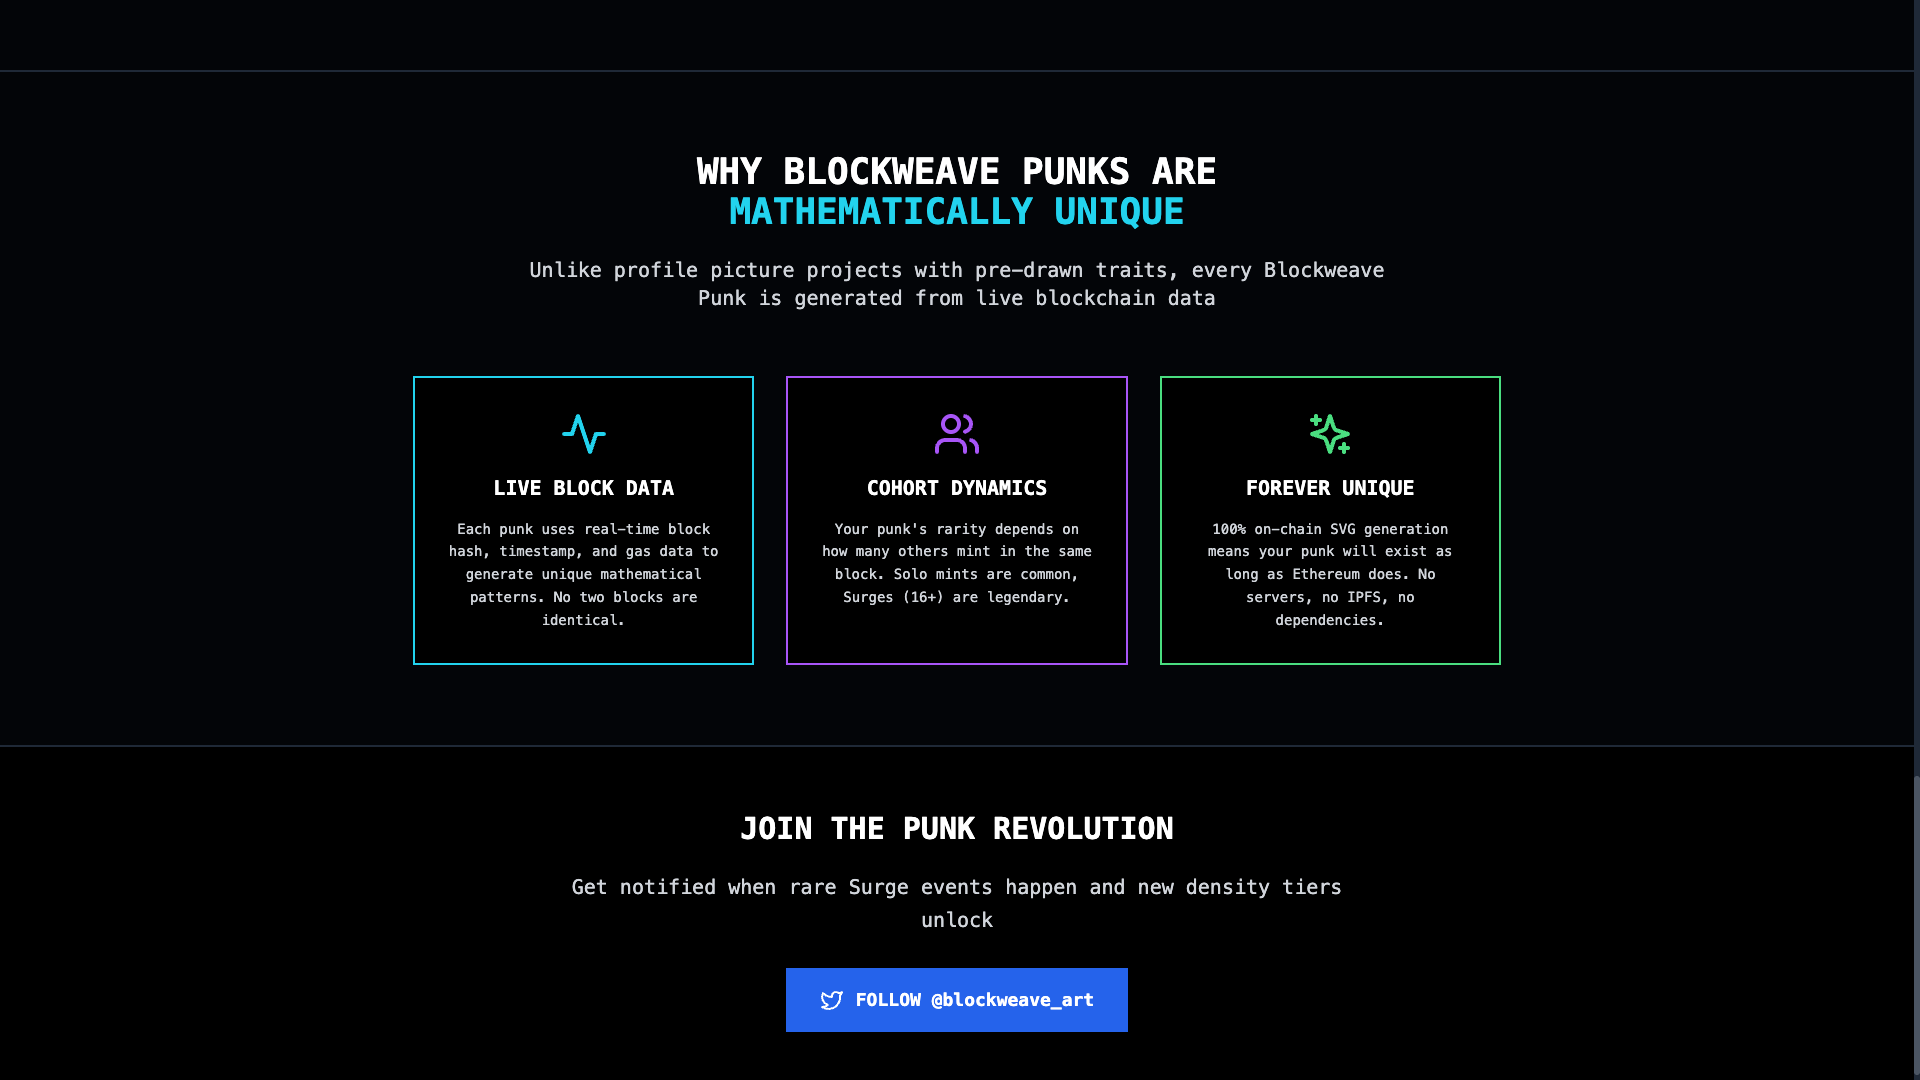 WHY BLOCKWEAVE PUNKS ARE
MATHEMATICALLY UNIQUE
Unlike profile picture projects with pre-drawn traits, every Blockweave
Punk is generated from live blockchain data
LIVE BLOCK DATA
Each punk uses real-time block
hash, timestamp, and gas data to
generate unique mathematical
patterns. No two blocks are
identical.
COHORT DYNAMICS
Your punk's rarity depends on
how many others mint in the same
block. Solo mints are common,
Surges (16+) are legendary.
FOREVER UNIQUE
100% on-chain SVG generation
means your punk will exist as
long as Ethereum does. No
servers, no IPFS, no
dependencies.
JOIN THE PUNK REVOLUTION
Get notified when rare Surge events happen and new density tiers
unlock
FOLLOW @blockweave_art